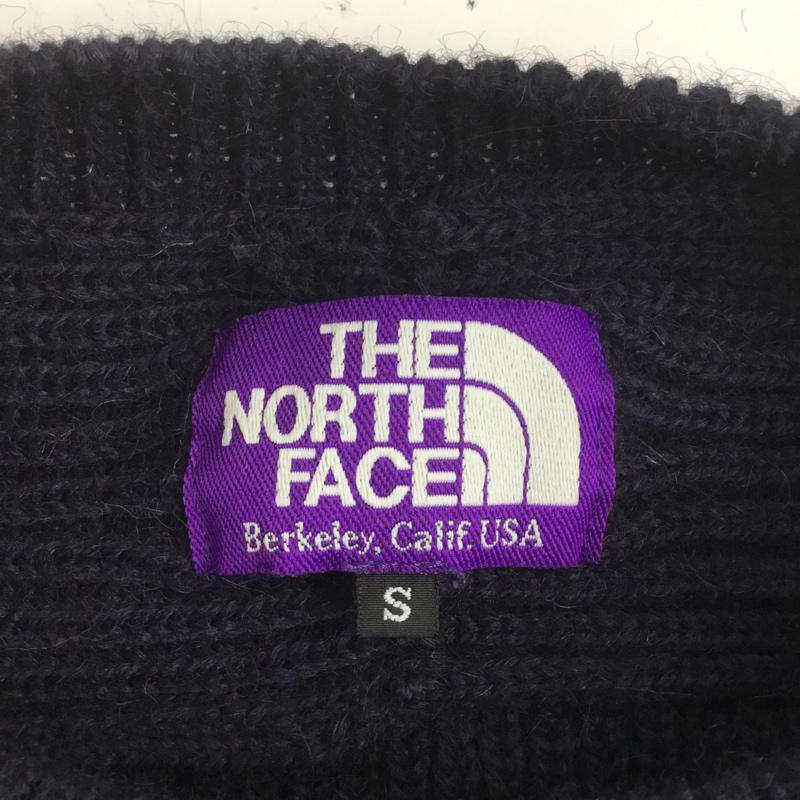 THE
NORTH
FACE
Berkeley, Calif. USA
S